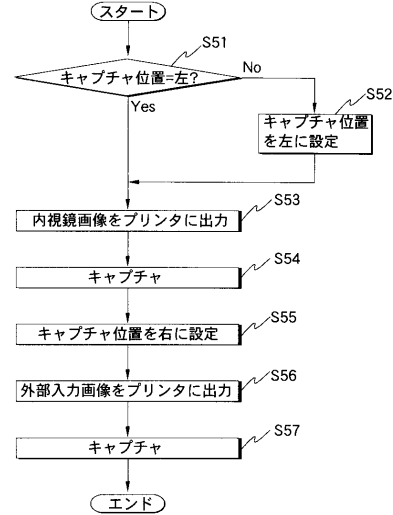 スタート
S51
キャプチャ位置=左?
No
S52
Yes
キャプチャ位置
を左に設定
S53
内視鏡画像をプリンタに出力
S54
キャプチャ
S55
キャプチャ位置を右に設定
S56
外部入力画像をプリンタに出力
S57
キャプチャ
エンド